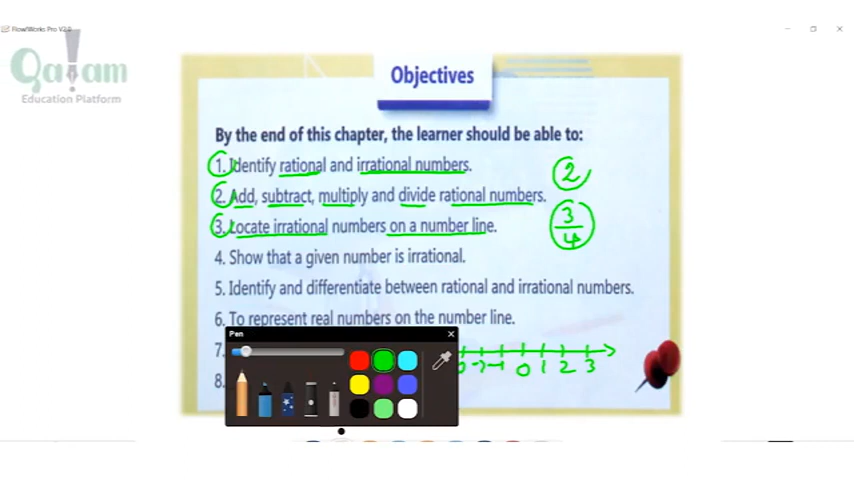 FlowWorks Pro V2.0
Qalam
Education Platform
Objectives
By the end of this chapter, the learner should be able to:
1. Identify rational and irrational numbers.
2. Add, subtract, multiply and divide rational numbers.
3. Locate irrational numbers on a number line.
4. Show that a given number is irrational.
5. Identify and differentiate between rational and irrational numbers.
6. To represent real numbers on the number line.
7.
8.
2
3
4
Pen
-2 -1 0 1 2 3